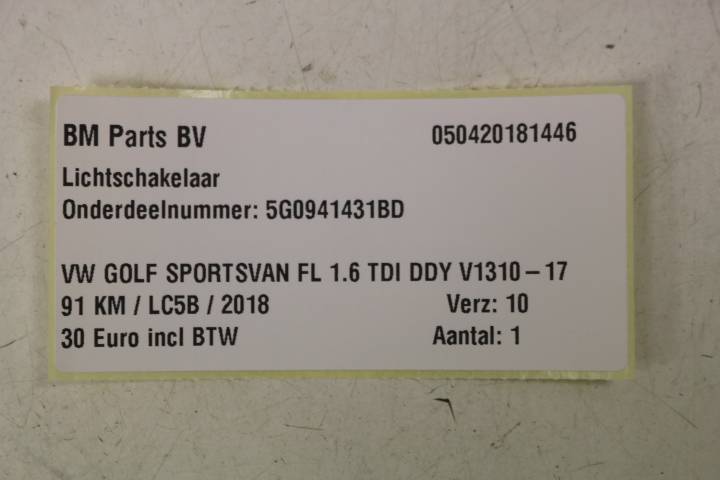 BM Parts BV 050420181446
Lichtschakelaar
Onderdeelnummer: 5G0941431BD
VW GOLF SPORTSVAN FL 1.6 TDI DDY V1310 – 17
91 KM / LC5B / 2018 Verz: 10
30 Euro incl BTW Aantal: 1